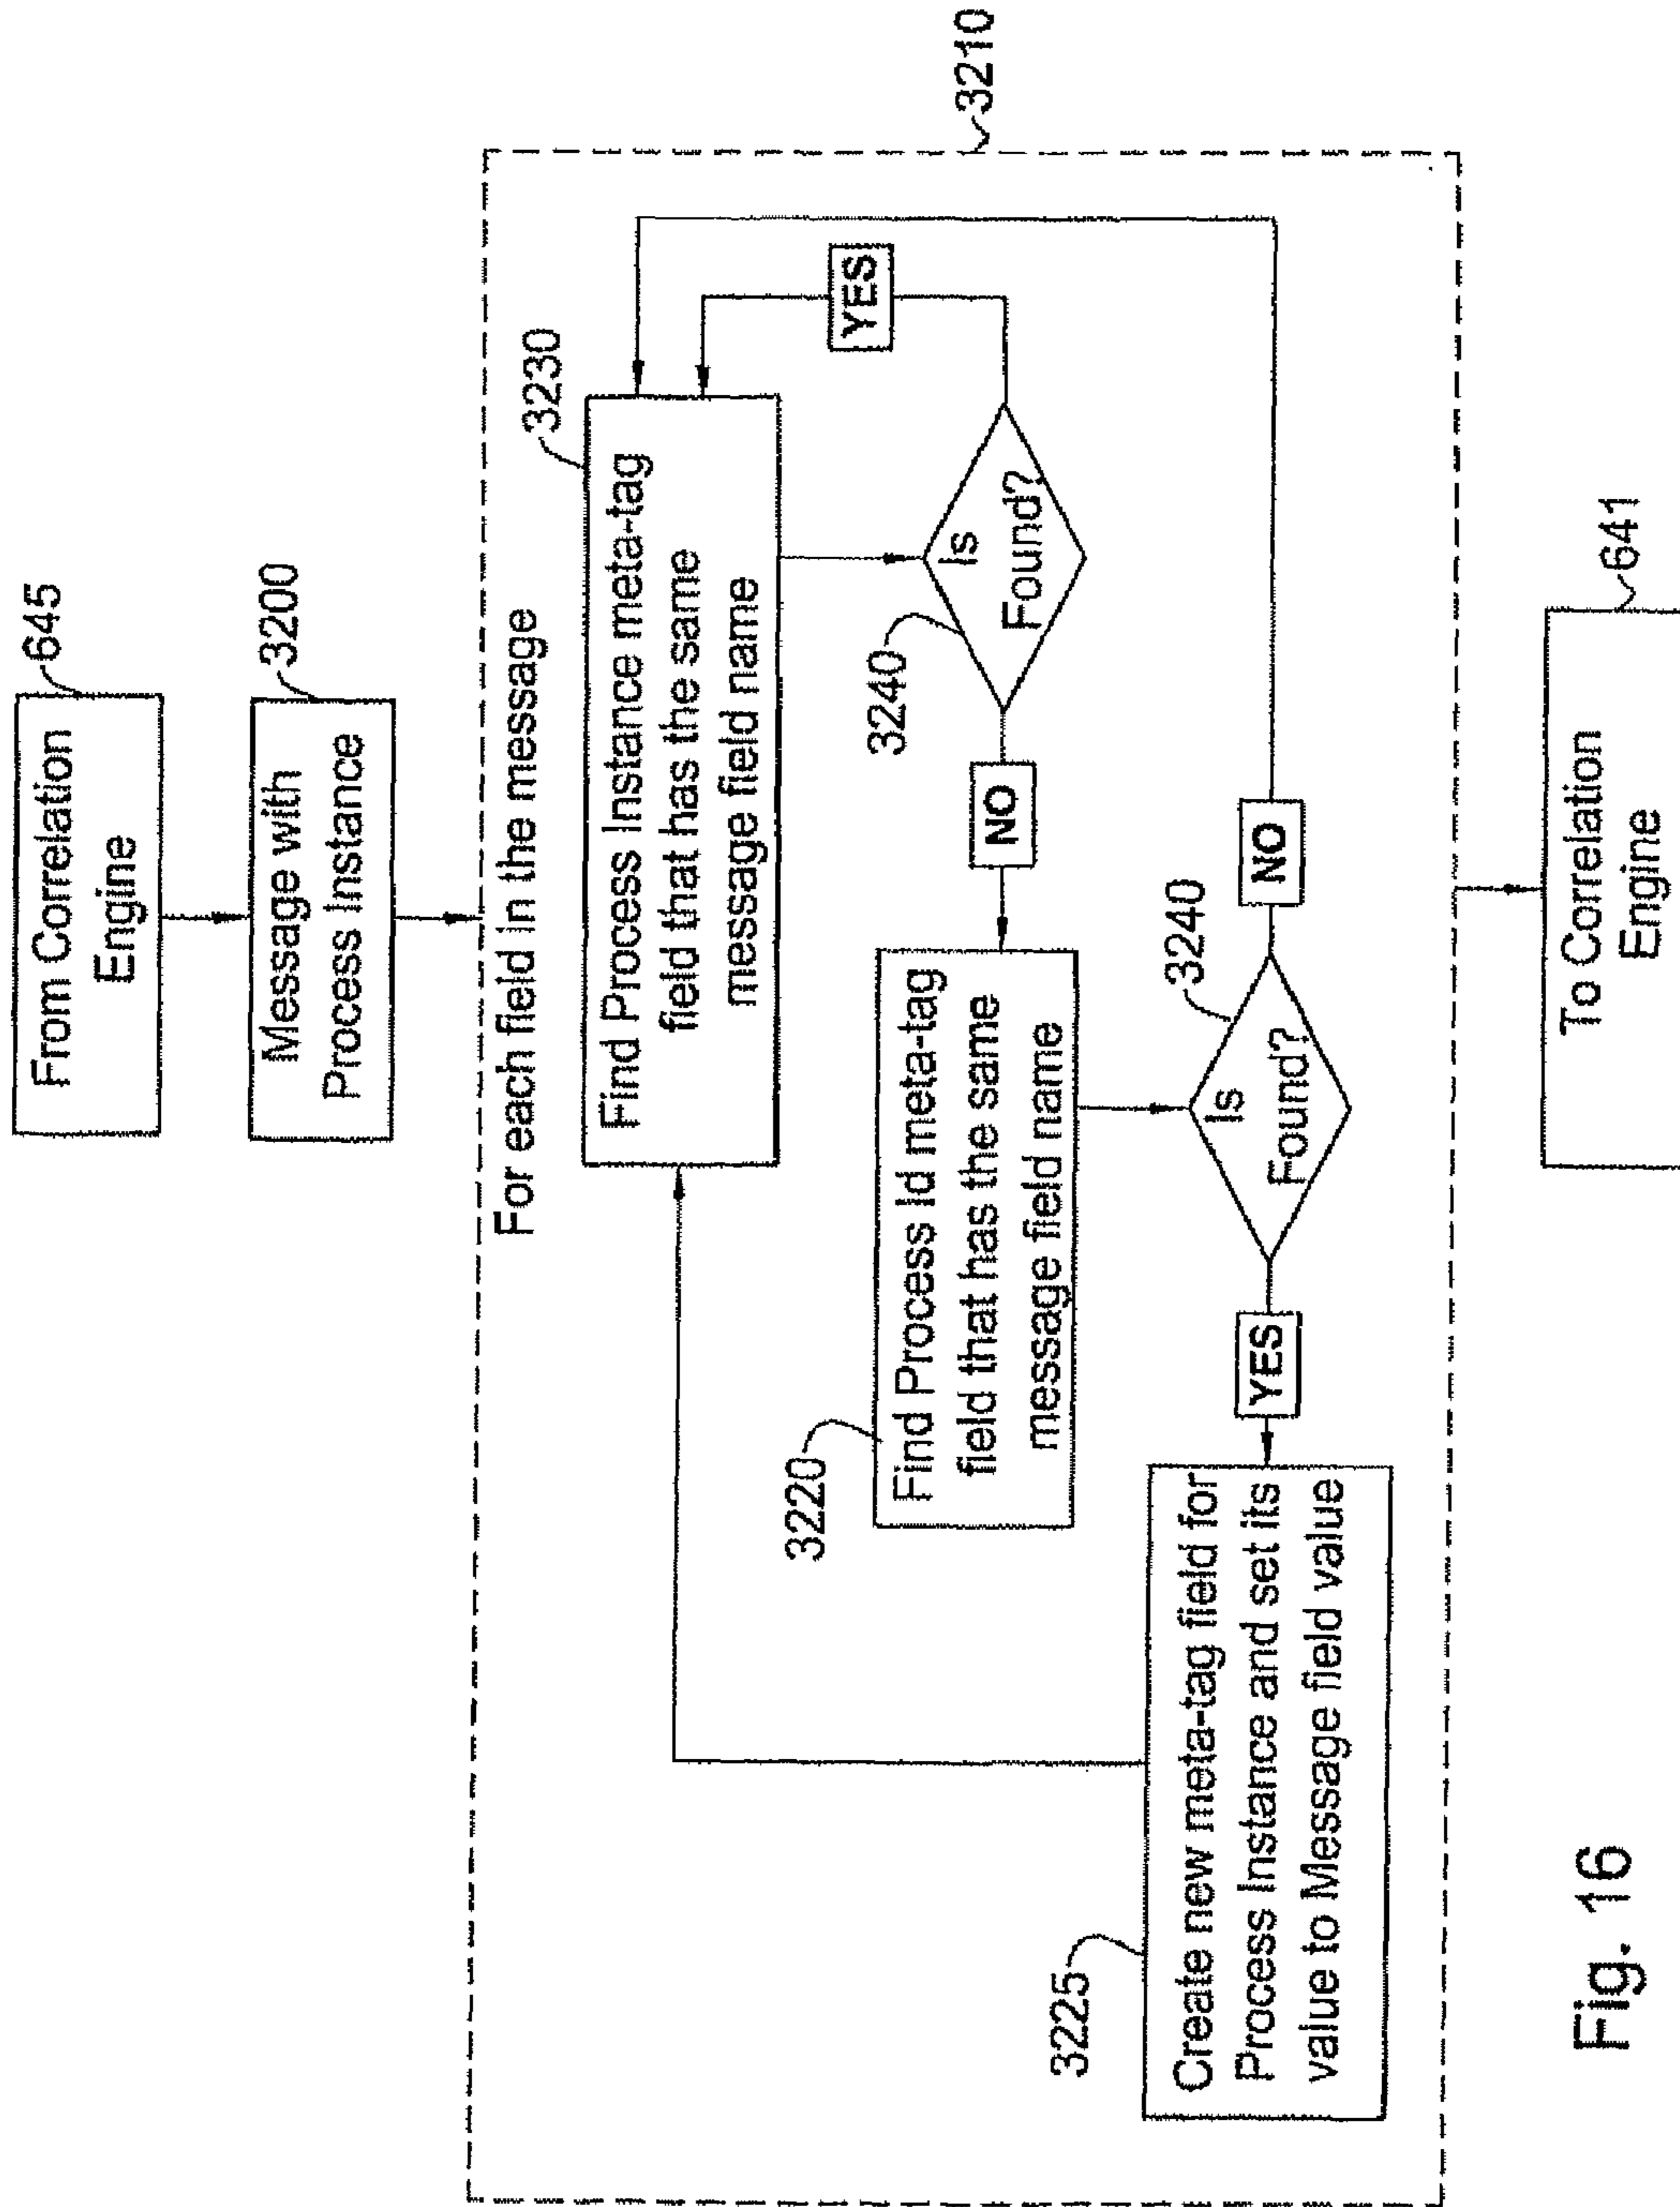 From Correlation
Engine
645
Message with
Process Instance
3200
For each field in the message
3210
Find Process Instance meta-tag
field that has the same
message field name
3230
Is
Found?
3240
YES
NO
Find Process Id meta-tag
field that has the same
message field name
3220
Is
Found?
3240
NO
YES
Create new meta-tag field for
Process Instance and set its
value to Message field value
3225
To Correlation
Engine
641
Fig. 16